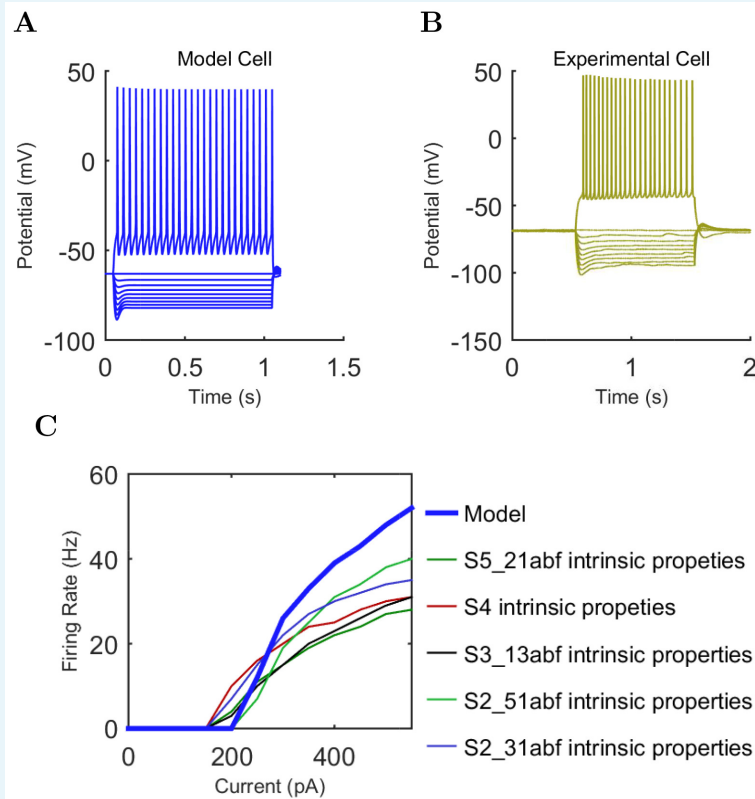 A
Model Cell
50
0
-50
-100
Potential (mV)
0 0.5 1 1.5
Time (s)
B
Experimental Cell
50
0
-50
-100
-150
Potential (mV)
0 1 2
Time (s)
C
60
40
20
0
Firing Rate (Hz)
0 200 400
Current (pA)
Model
S5_21abf intrinsic propeties
S4 intrinsic propeties
S3_13abf intrinsic properties
S2_51abf intrinsic properties
S2_31abf intrinsic properties